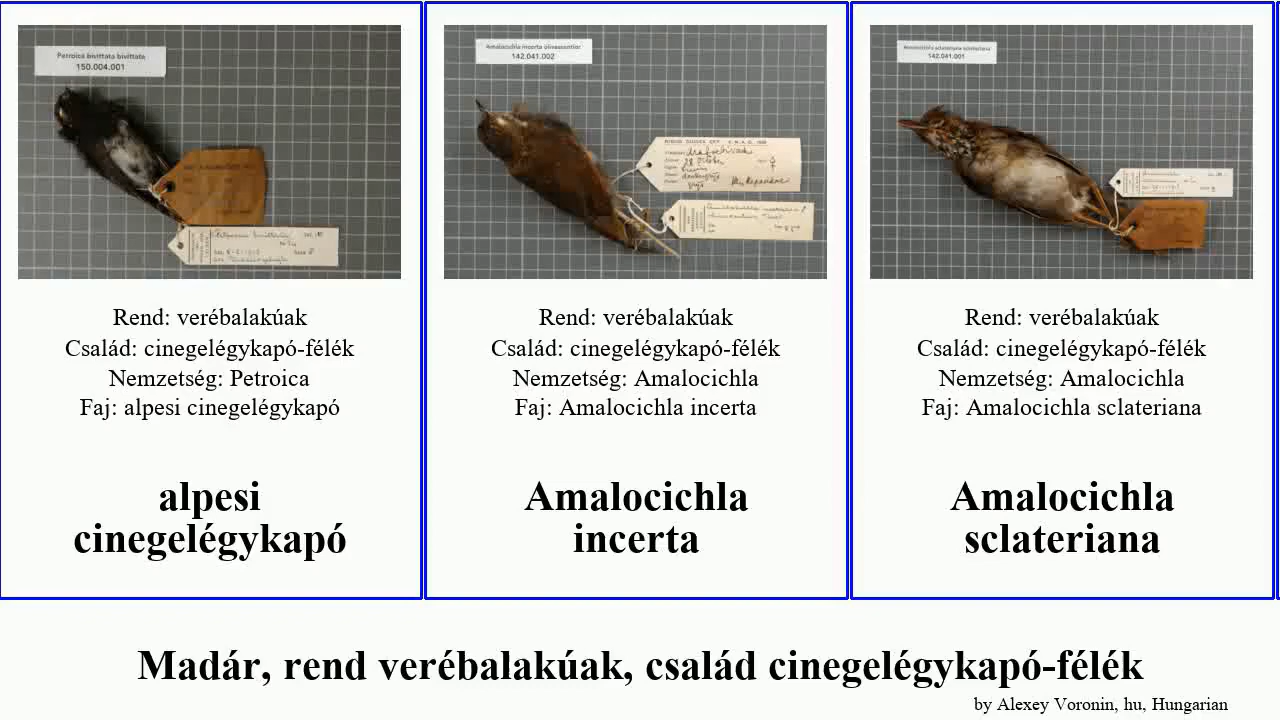 Petroica bivittata bivittata
150.004.001
Rend: verébalakúak
Család: cinegelégykapó-félék
Nemzetség: Petroica
Faj: alpesi cinegelégykapó
alpesi
cinegelégykapó
Amalocichla incerta olivascentior
142.041.002
Rend: verébalakúak
Család: cinegelégykapó-félék
Nemzetség: Amalocichla
Faj: Amalocichla incerta
Amalocichla
incerta
Amalocichla sclateriana sclateriana
142.041.001
Rend: verébalakúak
Család: cinegelégykapó-félék
Nemzetség: Amalocichla
Faj: Amalocichla sclateriana
Amalocichla
sclateriana
Madár, rend verébalakúak, család cinegelégykapó-félék
by Alexey Voronin, hu, Hungarian